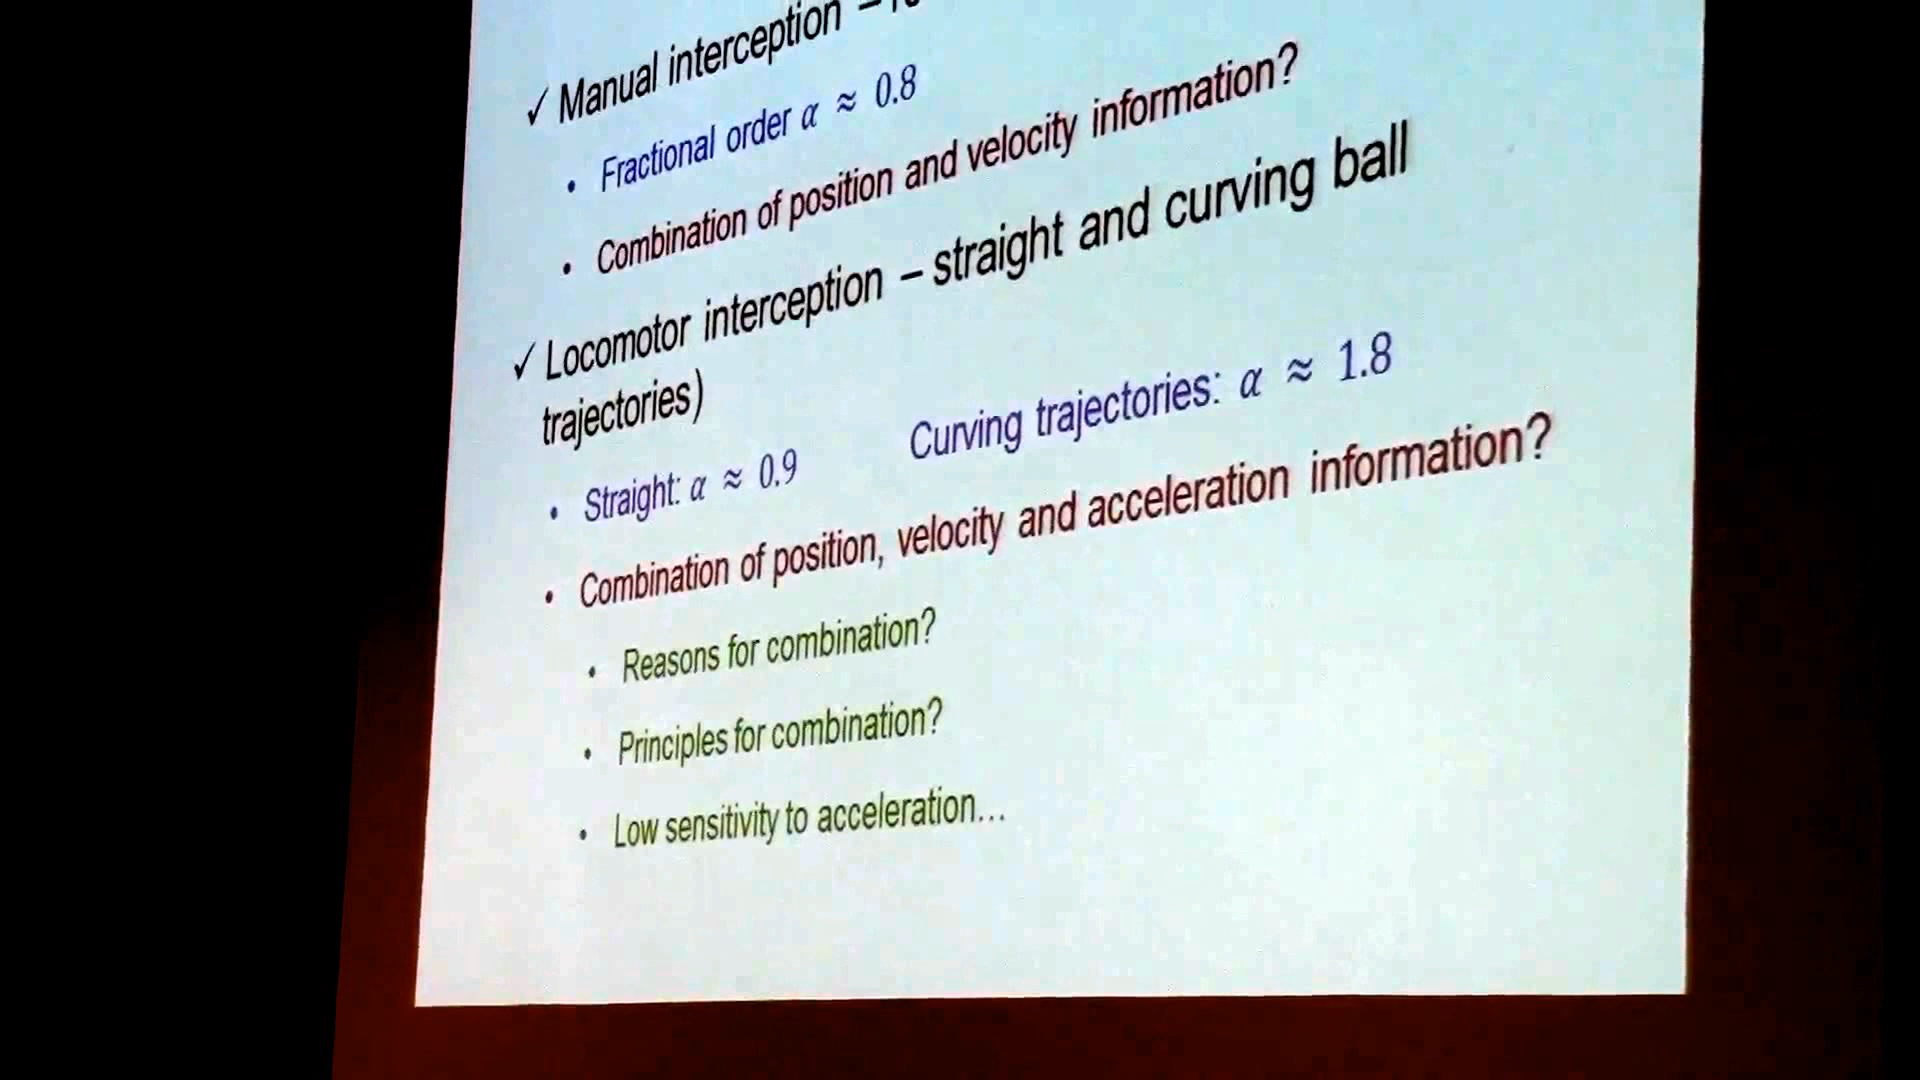 ✓ Manual interception –
• Fractional order α ≈ 0.8
• Combination of position and velocity information?
✓ Locomotor interception – straight and curving ball
trajectories)
• Straight: α ≈ 0.9 Curving trajectories: α ≈ 1.8
• Combination of position, velocity and acceleration information?
• Reasons for combination?
• Principles for combination?
• Low sensitivity to acceleration…